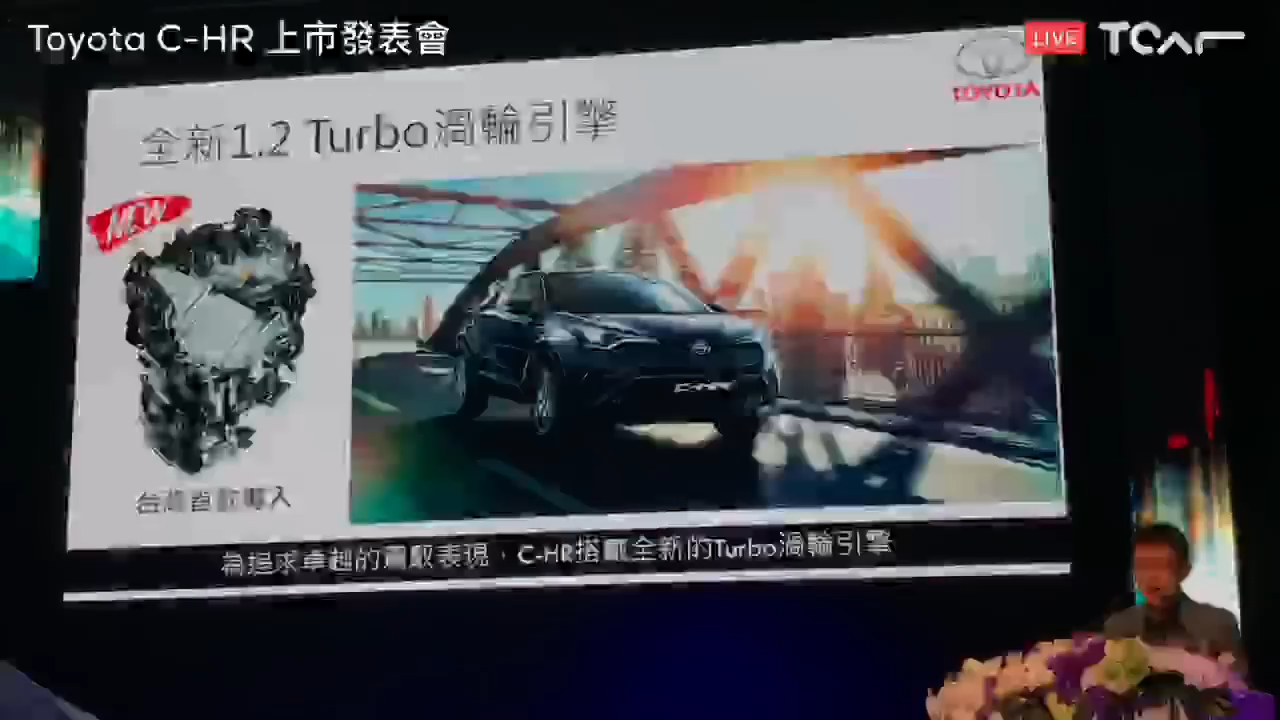 Toyota C-HR 上市發表會
LIVE TCAR
TOYOTA
全新1.2 Turbo渦輪引擎
NEW
C-HR
台灣首款導入
為追求卓越的駕馭表現，C-HR搭載全新的Turbo渦輪引擎